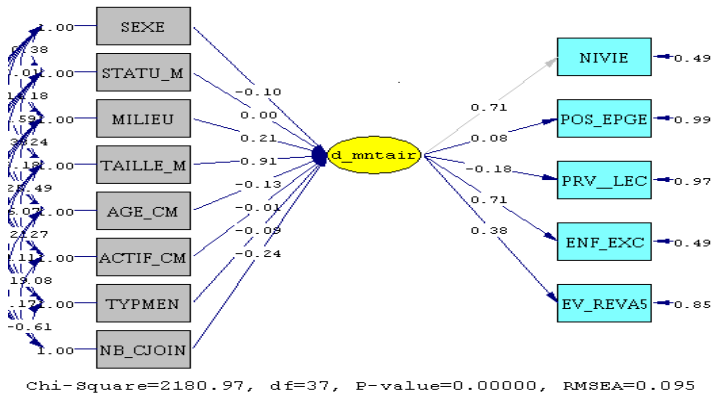 1.00 SEXE
0.38
STATU_M
1.00
MILIEU
1.00
TAILLE_M
1.00
AGE_CM
1.00
ACTIF_CM
1.00
TYPMEN
1.00
-0.61
1.00 NB_CJOIN
-0.10
0.00
0.21
0.91
-0.13
-0.01
-0.09
-0.24
d_mntair
0.71
0.08
-0.18
0.71
0.38
NIVIE 0.49
POS_EPGE 0.99
PRV__LEC 0.97
ENF_EXC 0.49
EV_REVA5 0.85
Chi-Square=2180.97, df=37, P-value=0.00000, RMSEA=0.095